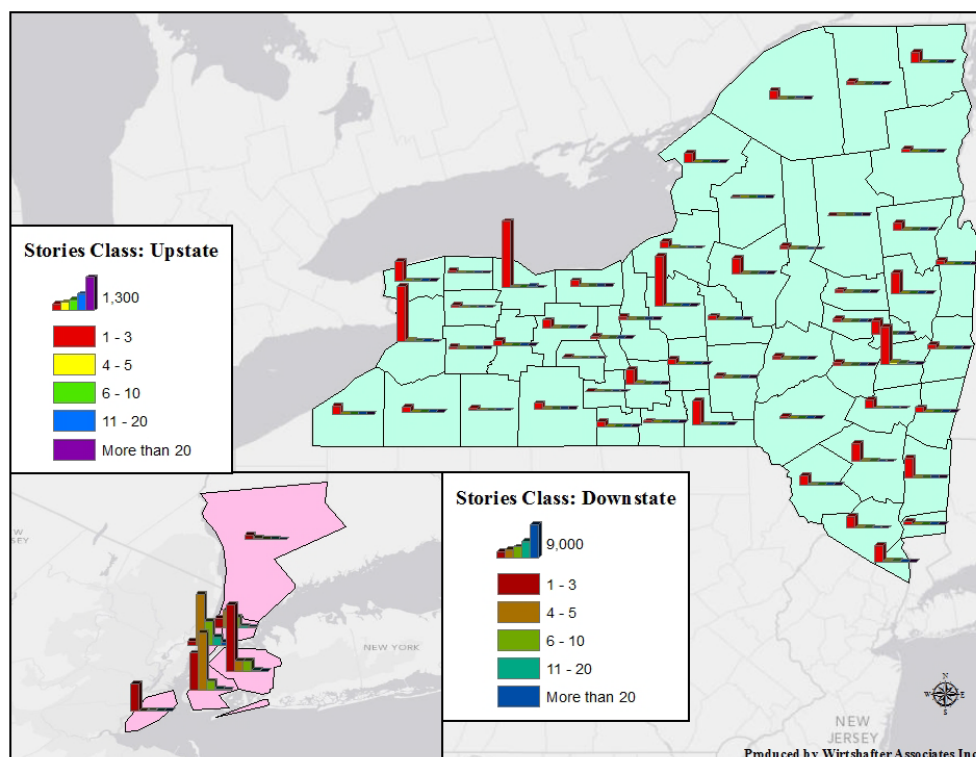 Stories Class: Upstate
1,300
1 - 3
4 - 5
6 - 10
11 - 20
More than 20
Stories Class: Downstate
9,000
1 - 3
4 - 5
6 - 10
11 - 20
More than 20
NEW YORK
NEW
JERSEY
N
W E
S
Produced by Wirtshafter Associates Inc